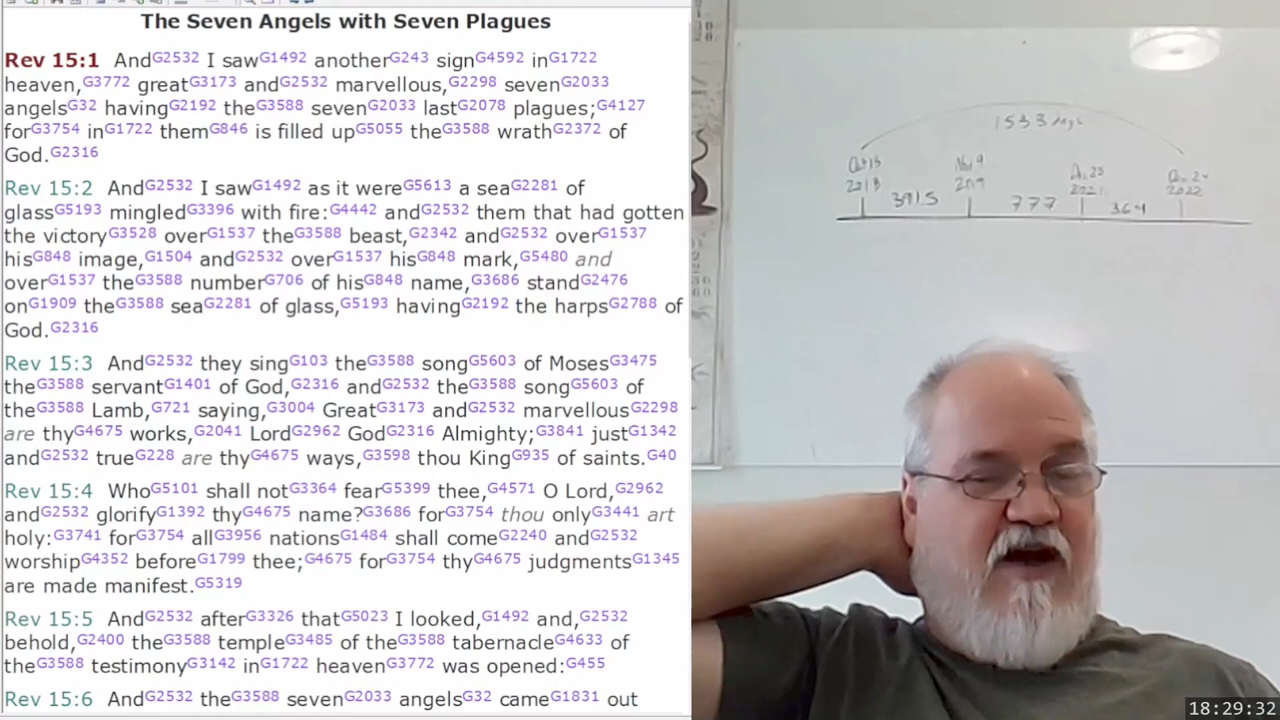 The Seven Angels with Seven Plagues
Rev 15:1 AndG2532 I sawG1492 anotherG243 signG4592 inG1722
heaven,G3772 greatG3173 andG2532 marvellous,G2298 sevenG2033
angelsG32 havingG2192 theG3588 sevenG2033 lastG2078 plagues;G4127
forG3754 inG1722 themG846 is filled upG5055 theG3588 wrathG2372 of
God.G2316
Rev 15:2 AndG2532 I sawG1492 as it wereG5613 a seaG2281 of
glassG5193 mingledG3396 with fire:G4442 andG2532 them that had gotten
the victoryG3528 overG1537 theG3588 beast,G2342 andG2532 overG1537
hisG848 image,G1504 andG2532 overG1537 hisG848 mark,G5480 and
overG1537 theG3588 numberG706 of hisG848 name,G3686 standG2476
onG1909 theG3588 seaG2281 of glass,G5193 havingG2192 the harpsG2788 of
God.G2316
Rev 15:3 AndG2532 they singG103 theG3588 songG5603 of MosesG3475
theG3588 servantG1401 of God,G2316 andG2532 theG3588 songG5603 of
theG3588 Lamb,G721 saying,G3004 GreatG3173 andG2532 marvellousG2298
are thyG4675 works,G2041 LordG2962 GodG2316 Almighty;G3841 justG1342
andG2532 trueG228 are thyG4675 ways,G3598 thou KingG935 of saints.G40
Rev 15:4 WhoG5101 shall notG3364 fearG5399 thee,G4571 O Lord,G2962
andG2532 glorifyG1392 thyG4675 name?G3686 forG3754 thou onlyG3441 art
holy:G3741 forG3754 allG3956 nationsG1484 shall comeG2240 andG2532
worshipG4352 beforeG1799 thee;G4675 forG3754 thyG4675 judgmentsG1345
are made manifest.G5319
Rev 15:5 AndG2532 afterG3326 thatG5023 I looked,G1492 and,G2532
behold,G2400 theG3588 templeG3485 of theG3588 tabernacleG4633 of
theG3588 testimonyG3142 inG1722 heavenG3772 was opened:G455
Rev 15:6 AndG2532 theG3588 sevenG2033 angelsG32 cameG1831 out
1533 days
Nov 9
2018 2019 2021 2022
391.5 777 364
18:29:32